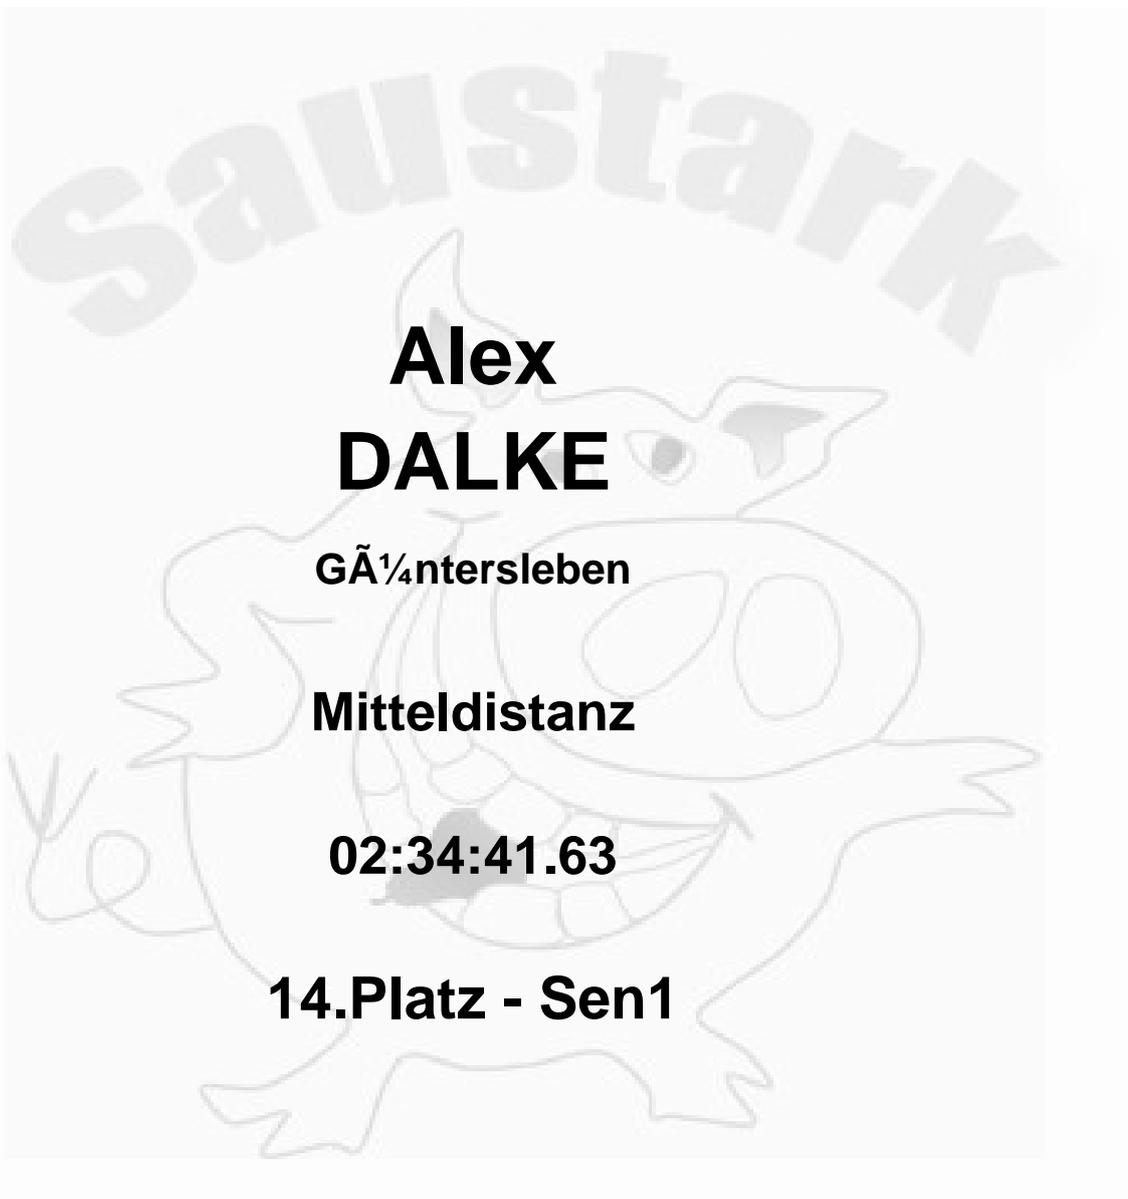 Saustark
Alex
DALKE
GÃ¼ntersleben
Mitteldistanz
02:34:41.63
14.Platz - Sen1